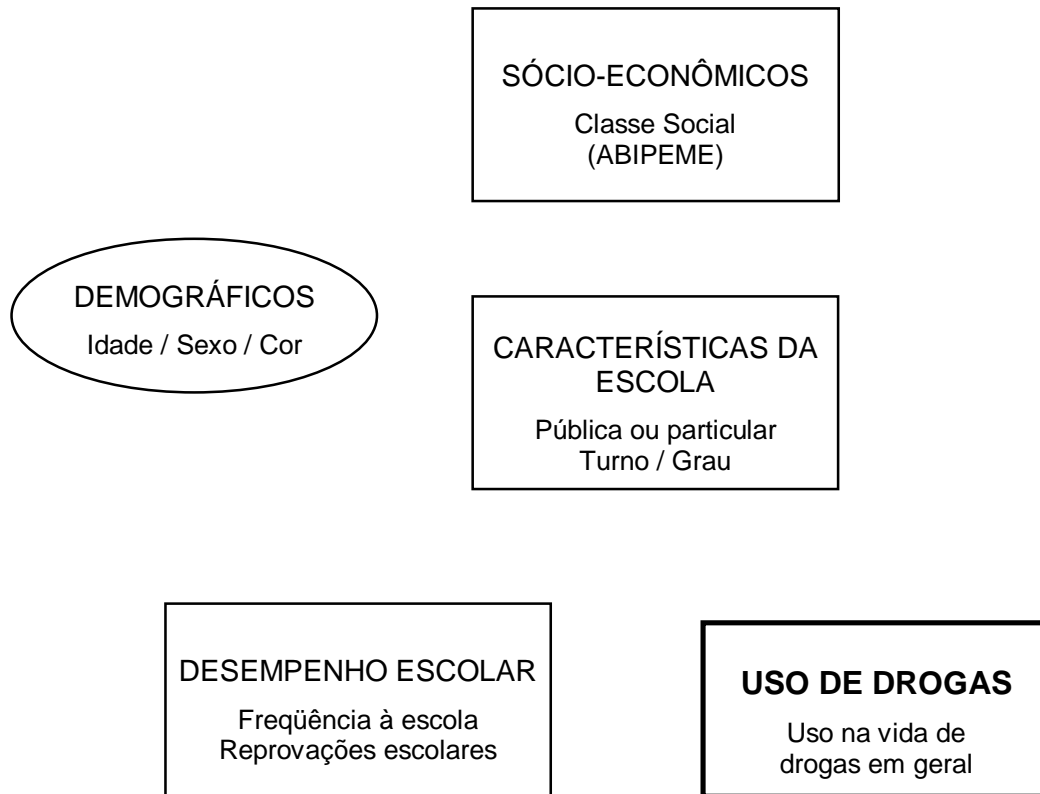 SÓCIO-ECONÔMICOS
Classe Social
(ABIPEME)
DEMOGRÁFICOS
Idade / Sexo / Cor
CARACTERÍSTICAS DA
ESCOLA
Pública ou particular
Turno / Grau
DESEMPENHO ESCOLAR
Freqüência à escola
Reprovações escolares
USO DE DROGAS
Uso na vida de
drogas em geral